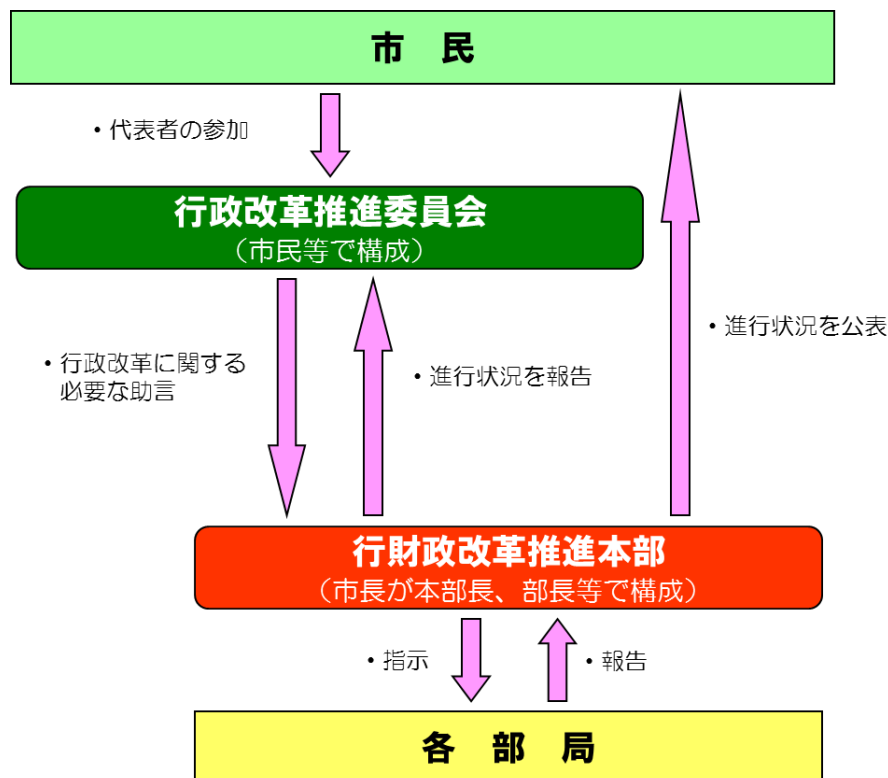 市　民
・代表者の参加
行政改革推進委員会
（市民等で構成）
・進行状況を公表
・行政改革に関する
必要な助言
・進行状況を報告
行財政改革推進本部
（市長が本部長、部長等で構成）
・指示
・報告
各　部　局